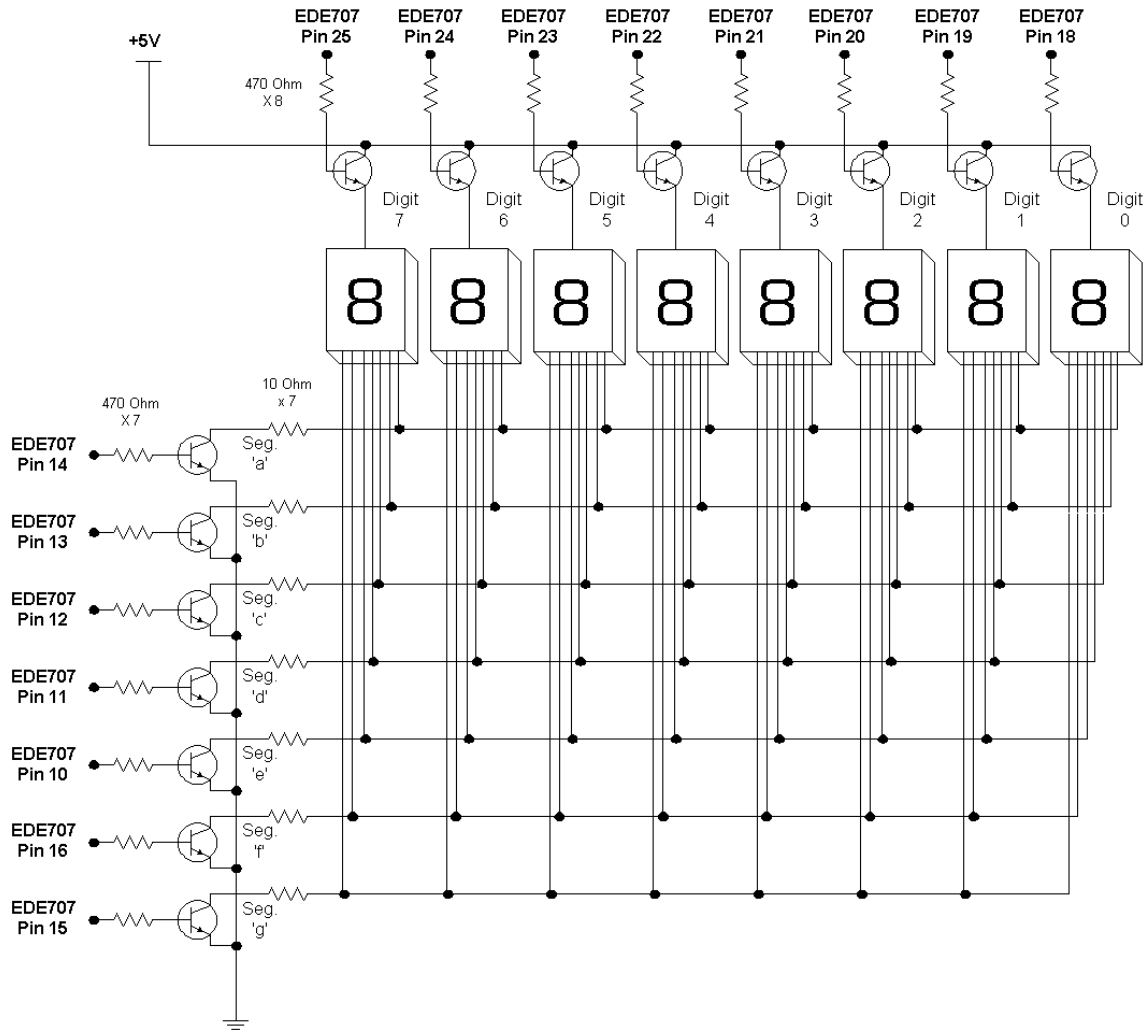 EDE707 EDE707 EDE707 EDE707 EDE707 EDE707 EDE707 EDE707
Pin 25 Pin 24 Pin 23 Pin 22 Pin 21 Pin 20 Pin 19 Pin 18
+5V
470 Ohm
X 8
Digit Digit Digit Digit Digit Digit Digit Digit
7 6 5 4 3 2 1 0
8 8 8 8 8 8 8 8
10 Ohm
x 7
470 Ohm
X 7
EDE707
Pin 14
Seg.
'a'
EDE707
Pin 13
Seg.
'b'
EDE707
Pin 12
Seg.
'c'
EDE707
Pin 11
Seg.
'd'
EDE707
Pin 10
Seg.
'e'
EDE707
Pin 16
Seg.
'f'
EDE707
Pin 15
Seg.
'g'